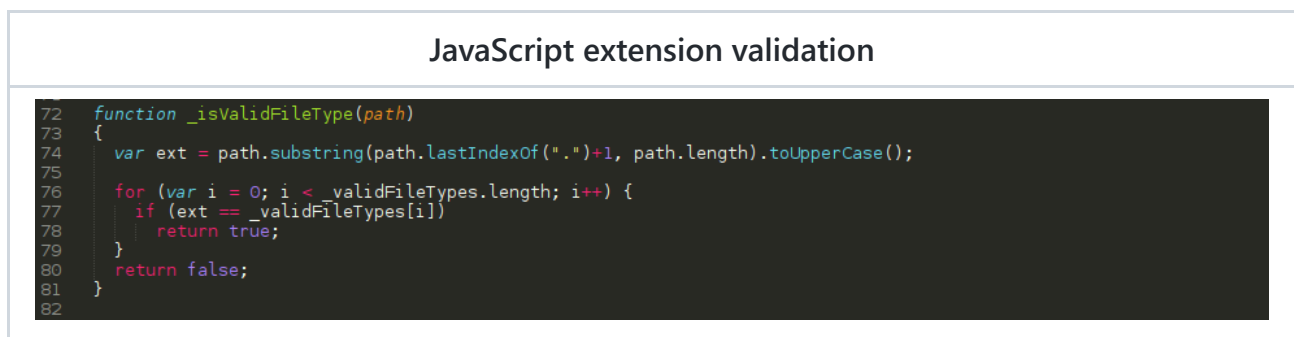 JavaScript extension validation
72 function _isValidFileType(path)
73 {
74 var ext = path.substring(path.lastIndexOf(".")+1, path.length).toUpperCase();
75
76 for (var i = 0; i < _validFileTypes.length; i++) {
77 if (ext == _validFileTypes[i])
78 return true;
79 }
80 return false;
81 }
82